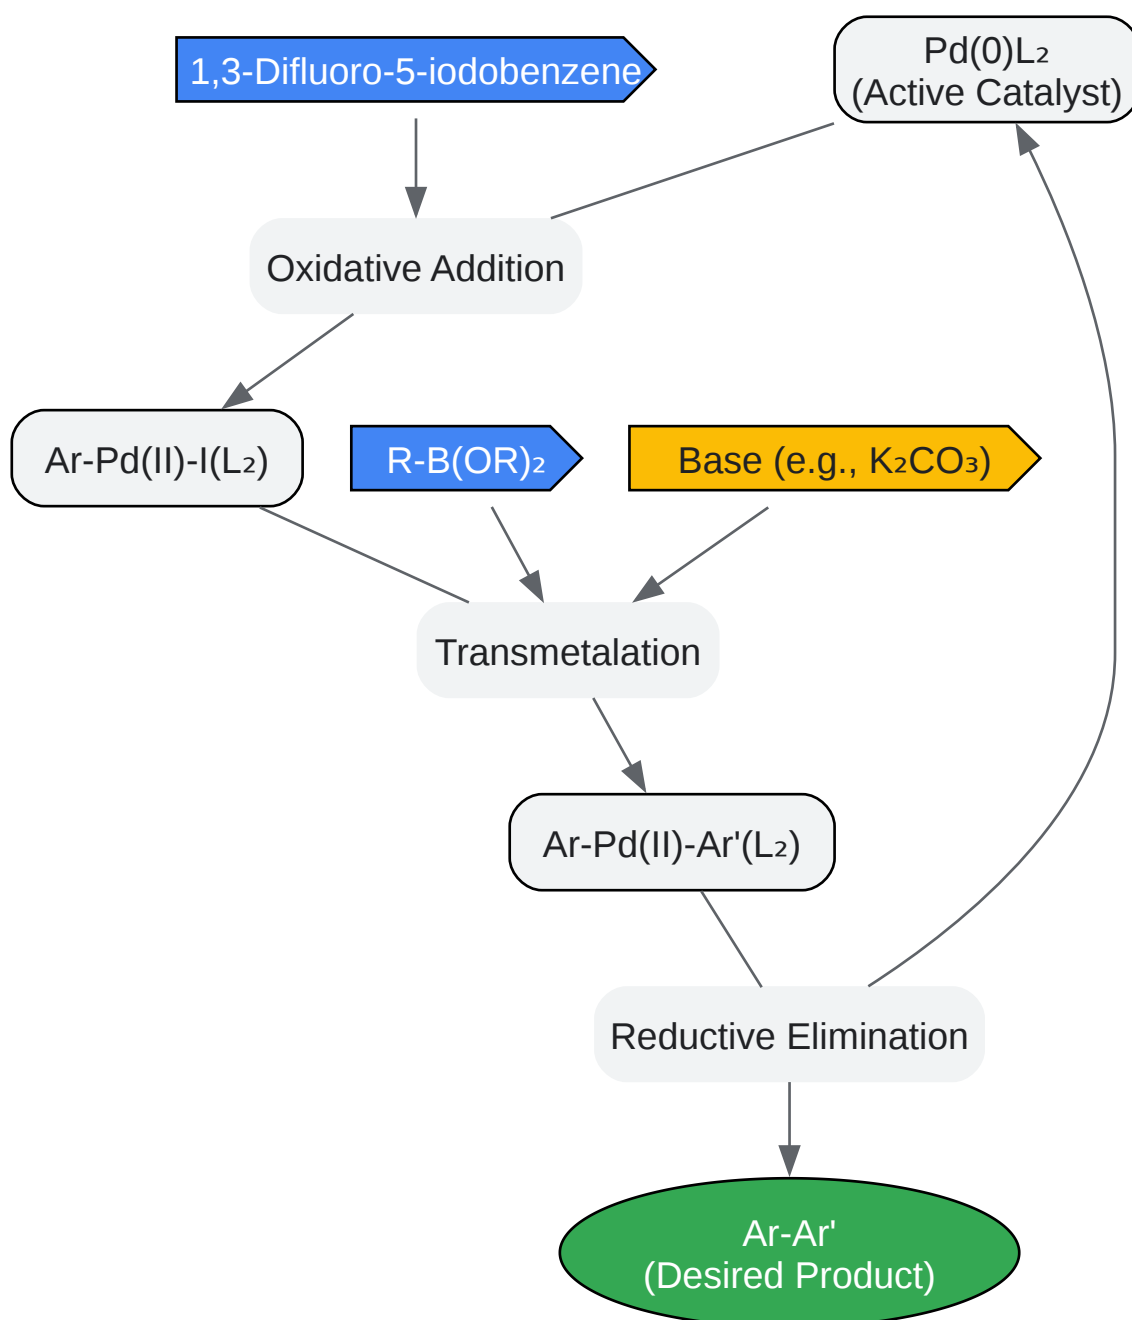 1,3-Difluoro-5-iodobenzene
Pd(0)L₂
(Active Catalyst)
Oxidative Addition
Ar-Pd(II)-I(L₂)
R-B(OR)₂
Base (e.g., K₂CO₃)
Transmetalation
Ar-Pd(II)-Ar'(L₂)
Reductive Elimination
Ar-Ar'
(Desired Product)